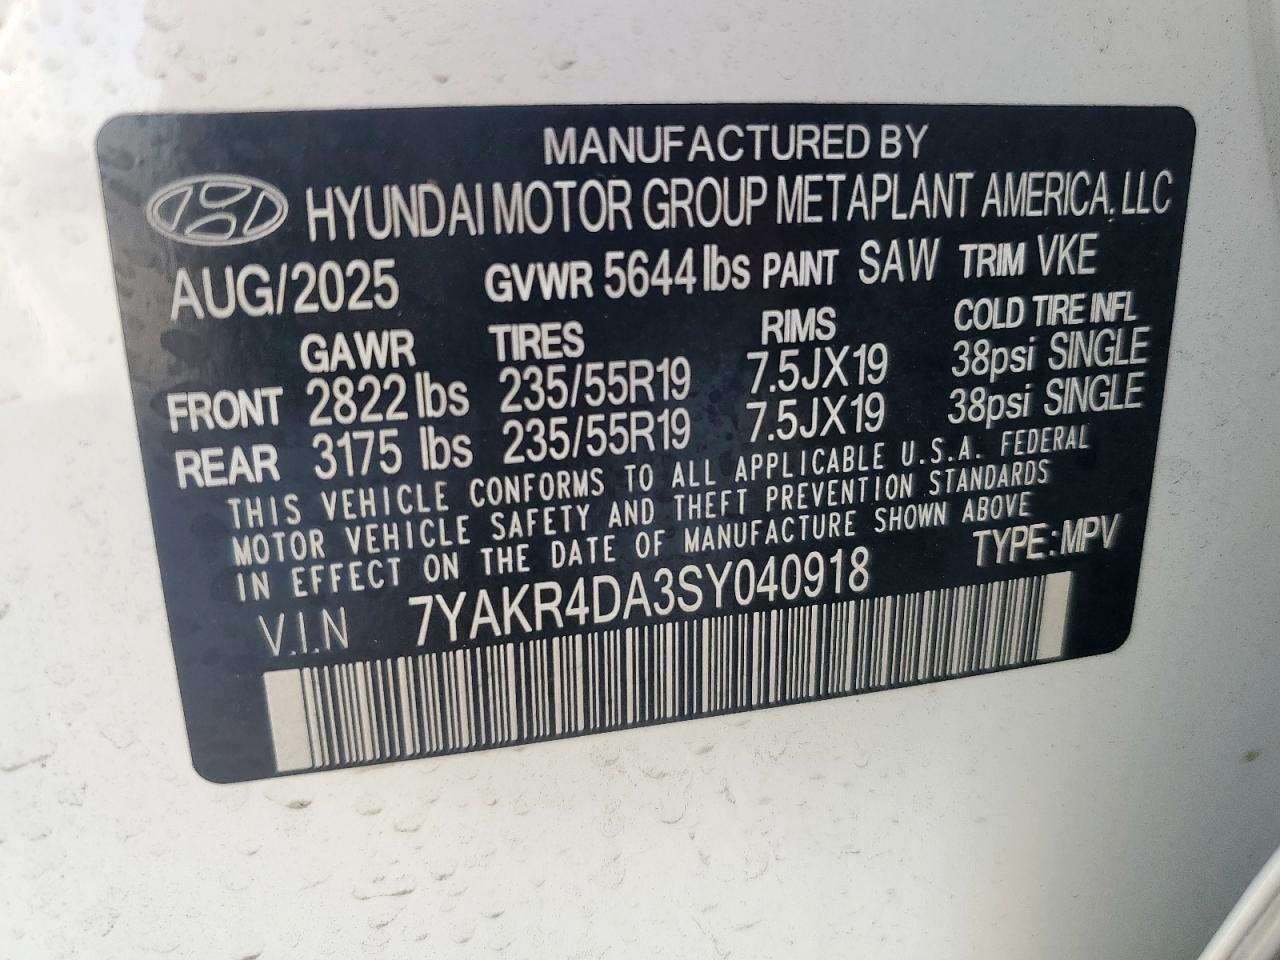 MANUFACTURED BY
HYUNDAI MOTOR GROUP METAPLANT AMERICA, LLC
AUG/2025 GVWR 5644 lbs PAINT SAW TRIM VKE
GAWR TIRES RIMS COLD TIRE INFL
FRONT 2822 lbs 235/55R19 7.5JX19 38psi SINGLE
REAR 3175 lbs 235/55R19 7.5JX19 38psi SINGLE
THIS VEHICLE CONFORMS TO ALL APPLICABLE U.S.A. FEDERAL
MOTOR VEHICLE SAFETY AND THEFT PREVENTION STANDARDS
IN EFFECT ON THE DATE OF MANUFACTURE SHOWN ABOVE
V.I.N 7YAKR4DA3SY040918 TYPE:MPV